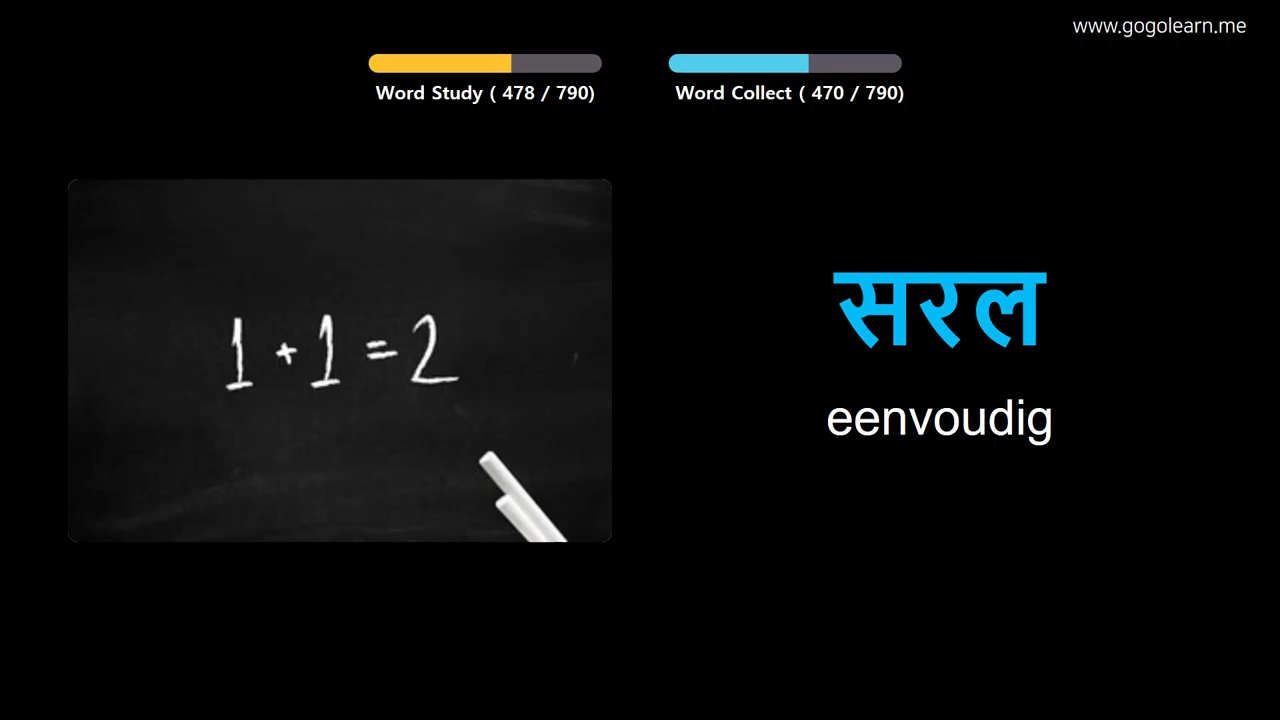 www.gogolearn.me
Word Study ( 478 / 790)
Word Collect ( 470 / 790)
1 + 1 = 2
सरल
eenvoudig